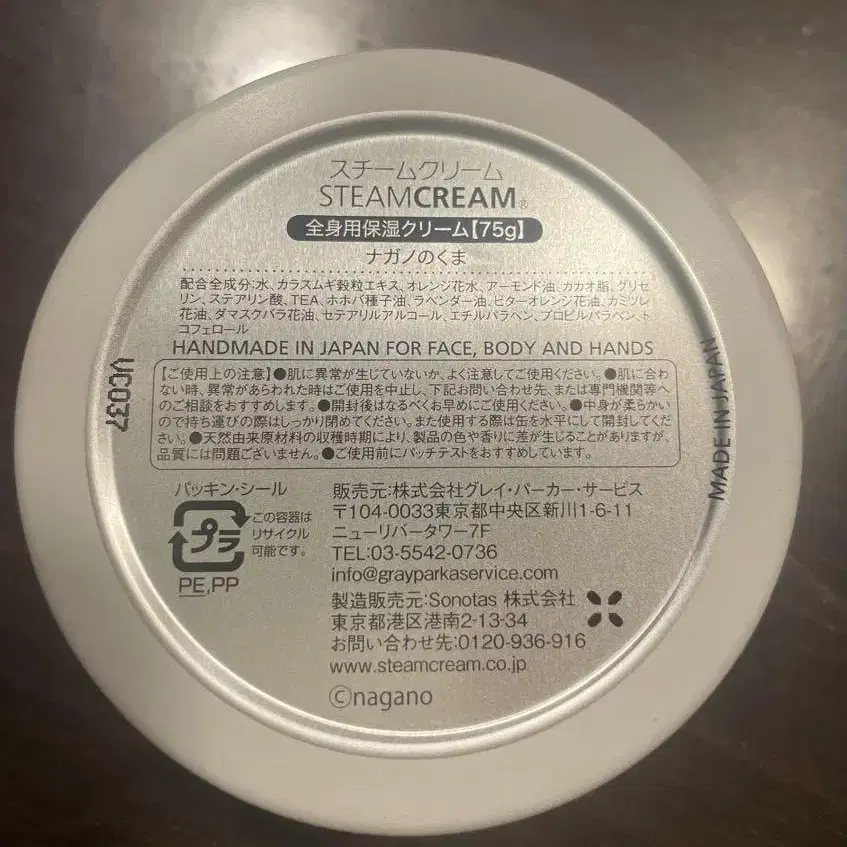 スチームクリーム
STEAMCREAM®
全身用保湿クリーム【75g】
ナガノのくま
配合全成分:水、カラスムギ穀粒エキス、オレンジ花水、アーモンド油、カカオ脂、グリセ
リン、ステアリン酸、TEA、ホホバ種子油、ラベンダー油、ビターオレンジ花油、カミツレ
花油、ダマスクバラ花油、セテアリルアルコール、エチルパラベン、プロピルパラベン、ト
コフェロール
HANDMADE IN JAPAN FOR FACE, BODY AND HANDS
【ご使用上の注意】●肌に異常が生じていないか、よく注意してご使用ください。●肌に合
わない時、異常があらわれた時はご使用を中止し、下記お問い合わせ先、または専門機関等へ
のご相談をおすすめします。●開封後はなるべくお早めにご使用ください。●中身が柔らかい
ので持ち運びの際はしっかり閉めてください。また使用する際は缶を水平にして開封してくだ
さい。●天然由来原材料の収穫時期により、製品の色や香りに差が生じることがありますが、
品質には問題ございません。●ご使用前にパッチテストをおすすめしています。
VC037
MADE IN JAPAN
パッキン・シール
プラ
この容器は
リサイクル
可能です。
PE,PP
販売元:株式会社グレイ・パーカー・サービス
〒104-0033東京都中央区新川1-6-11
ニューリバータワー7F
TEL:03-5542-0736
info@grayparkaservice.com
製造販売元:Sonotas 株式会社
東京都港区港南2-13-34
お問い合わせ先:0120-936-916
www.steamcream.co.jp
©nagano